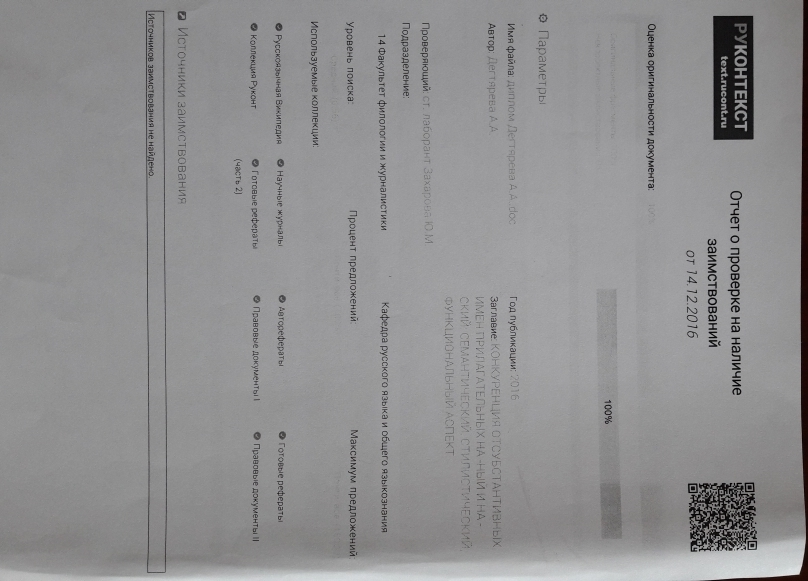 РУКОНТЕКСТ
text.rucont.ru
Отчет о проверке на наличие
заимствований
от 14.12.2016
Оценка оригинальности документа:
100%
Параметры
Имя файла: диплом Дегтярева А.А..doc
Автор: Дегтярева А.А.
Год публикации: 2016
Заглавие: КОНКУРЕНЦИЯ ОТСУБСТАНТИВНЫХ
ИМЕН ПРИЛАГАТЕЛЬНЫХ НА -НЫЙ И НА -
СКИЙ: СЕМАНТИЧЕСКИЙ, СТИЛИСТИЧЕСКИЙ
ФУНКЦИОНАЛЬНЫЙ АСПЕКТ
Проверяющий: ст. лаборант Захарова Ю.М.
Подразделение:
14 Факультет филологии и журналистики
Кафедра русского языка и общего языкознания
Уровень поиска:
Процент предложений:
Максимум предложений:
Используемые коллекции:
Русскоязычная Википедия
Научные журналы
Авторефераты
Готовые рефераты
Коллекция Руконт
Готовые рефераты
(часть 2)
Правовые документы I
Правовые документы II
Источники заимствования
Источников заимствования не найдено.